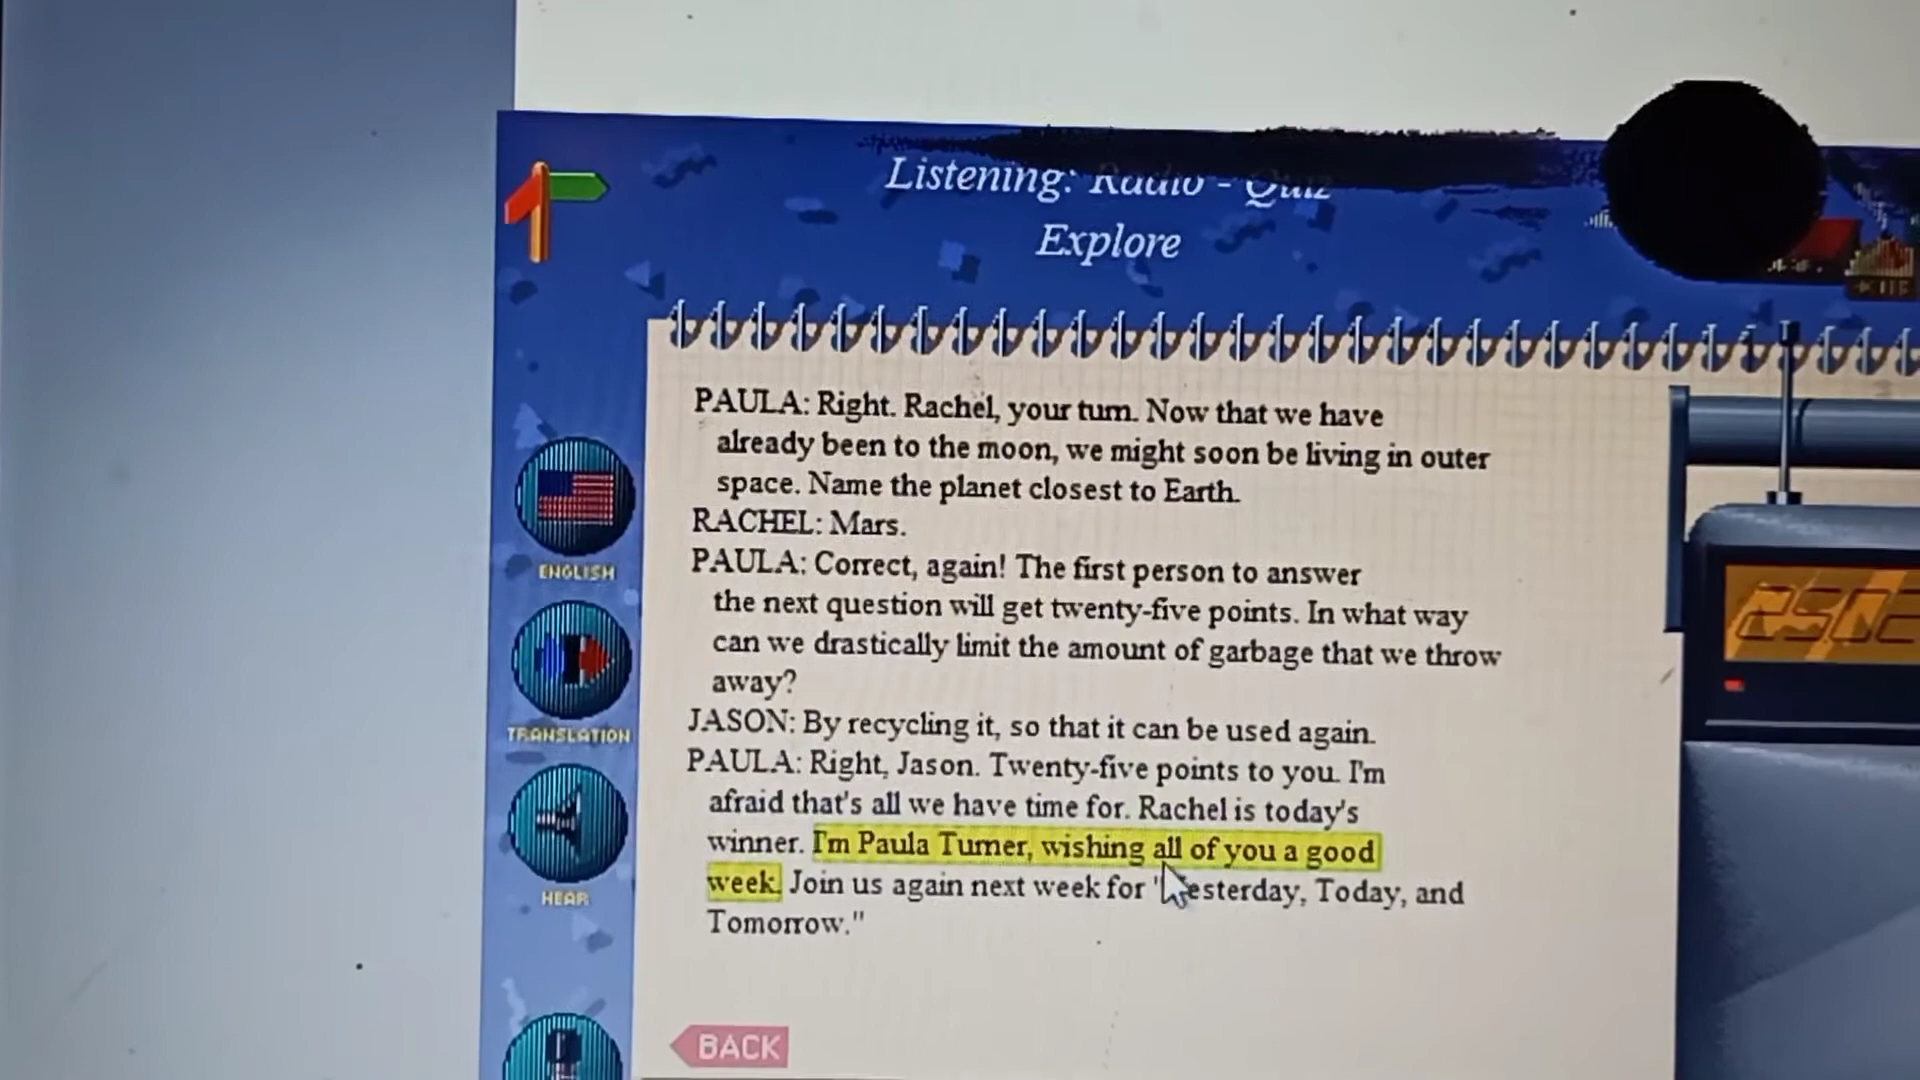 Listening: Radio - Quiz
Explore
PAULA: Right. Rachel, your turn. Now that we have
already been to the moon, we might soon be living in outer
space. Name the planet closest to Earth.
RACHEL: Mars.
PAULA: Correct, again! The first person to answer
the next question will get twenty-five points. In what way
can we drastically limit the amount of garbage that we throw
away?
JASON: By recycling it, so that it can be used again.
PAULA: Right, Jason. Twenty-five points to you. I'm
afraid that's all we have time for. Rachel is today's
winner. I'm Paula Turner, wishing all of you a good
week. Join us again next week for "Yesterday, Today, and
Tomorrow."
ENGLISH
TRANSLATION
HEAR
BACK